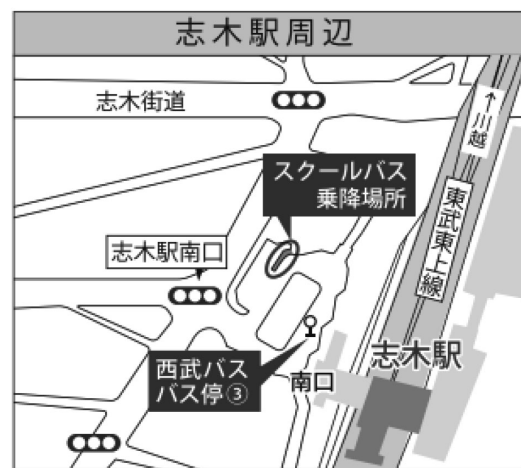 志木駅周辺
志木街道
↑川越
スクールバス
乗降場所
東武東上線
志木駅南口
志木駅
西武バス
バス停③
南口